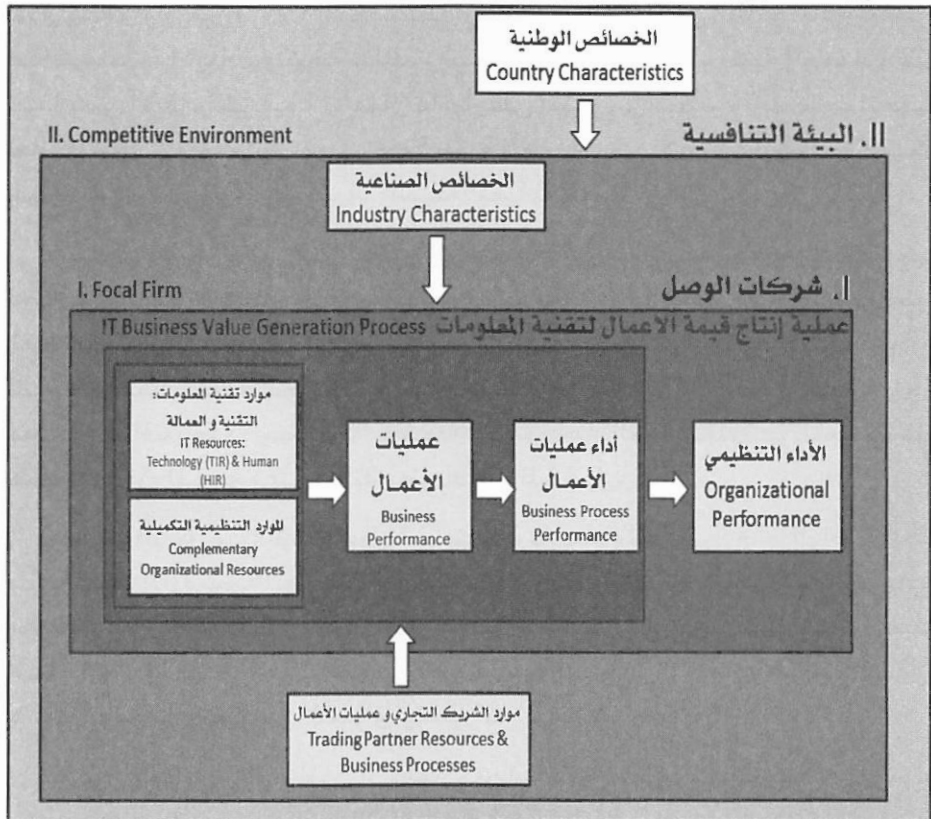 الخصائص الوطنية
Country Characteristics
II. Competitive Environment
II. البيئة التنافسية
الخصائص الصناعية
Industry Characteristics
I. Focal Firm
I. شركات الوصل
IT Business Value Generation Process عملية إنتاج قيمة الاعمال لتقنية المعلومات
موارد تقنية المعلومات:
التقنية و العمالة
IT Resources:
Technology (TIR) & Human
(HIR)
الموارد التنظيمية التكميلية
Complementary
Organizational Resources
عمليات
الأعمال
Business
Performance
أداء عمليات
الأعمال
Business Process
Performance
الأداء التنظيمي
Organizational
Performance
موارد الشريك التجاري و عمليات الأعمال
Trading Partner Resources &
Business Processes